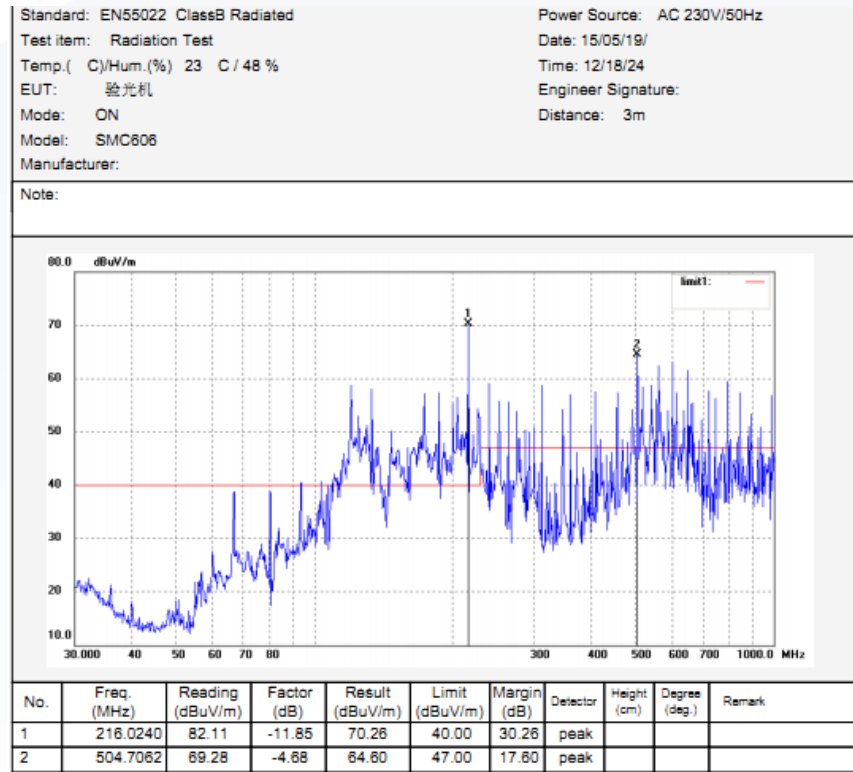 Standard: EN55022 ClassB Radiated Power Source: AC 230V/50Hz
Test item: Radiation Test Date: 15/05/19/
Temp.( C)/Hum.(%) 23 C / 48 % Time: 12/18/24
EUT: 验光机 Engineer Signature:
Mode: ON Distance: 3m
Model: SMC606
Manufacturer:
Note:
80.0 dBuV/m
limit1:
1
70
2
60
50
40
30
20
10.0
30.000 40 50 60 70 80 300 400 500 600 700 1000.0 MHz
No. Freq. (MHz) Reading (dBuV/m) Factor (dB) Result (dBuV/m) Limit (dBuV/m) Margin (dB) Detector Height (cm) Degree (deg.) Remark
1 216.0240 82.11 -11.85 70.26 40.00 30.26 peak
2 504.7062 69.28 -4.68 64.60 47.00 17.60 peak